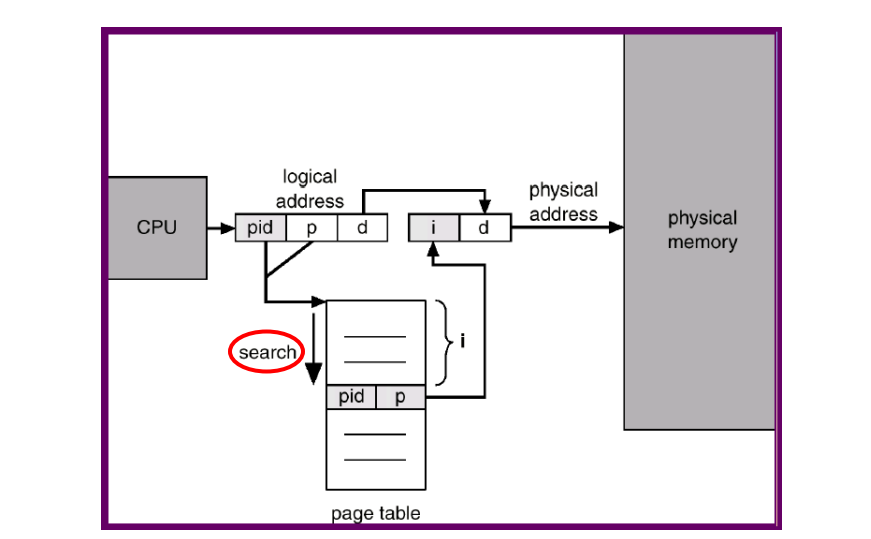 logical
address
physical
address
CPU
pid
p
d
i
d
physical
memory
search
i
pid
p
page table